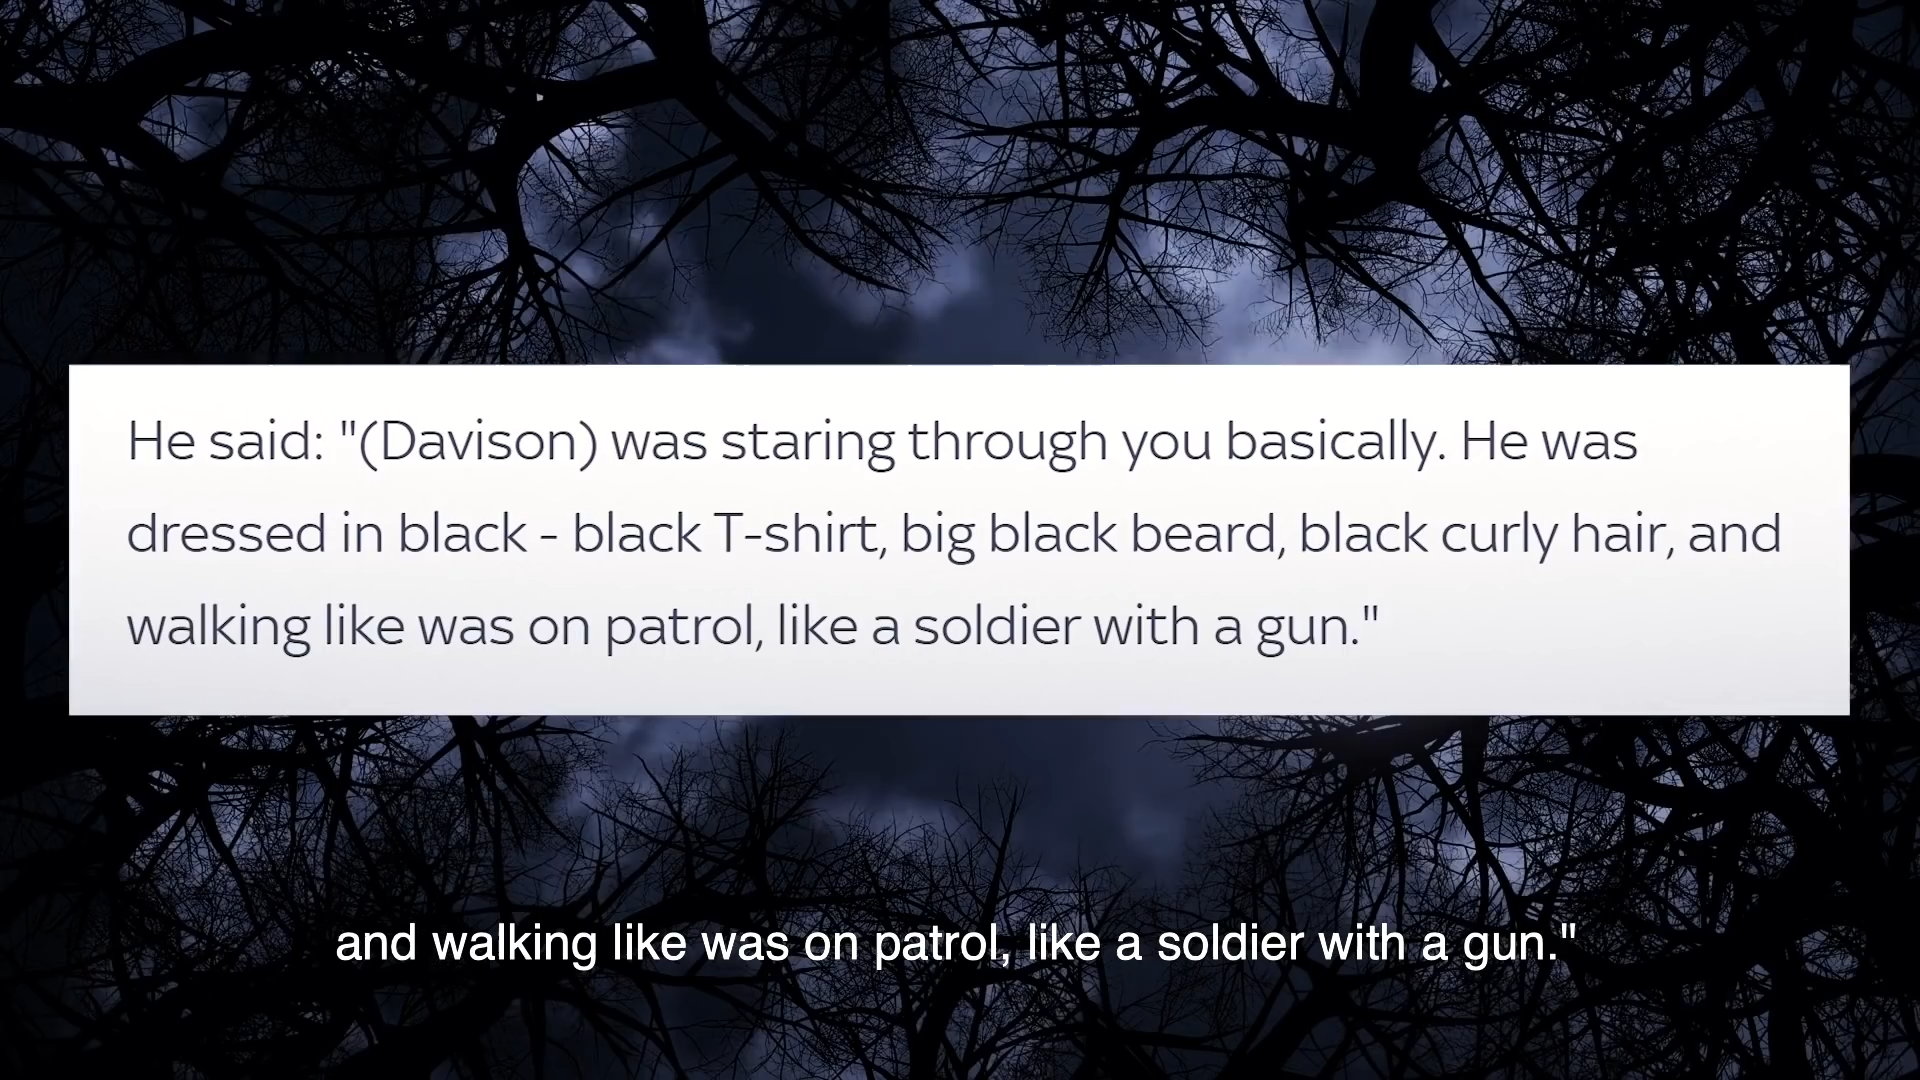 He said: "(Davison) was staring through you basically. He was
dressed in black - black T-shirt, big black beard, black curly hair, and
walking like was on patrol, like a soldier with a gun."
and walking like was on patrol, like a soldier with a gun."